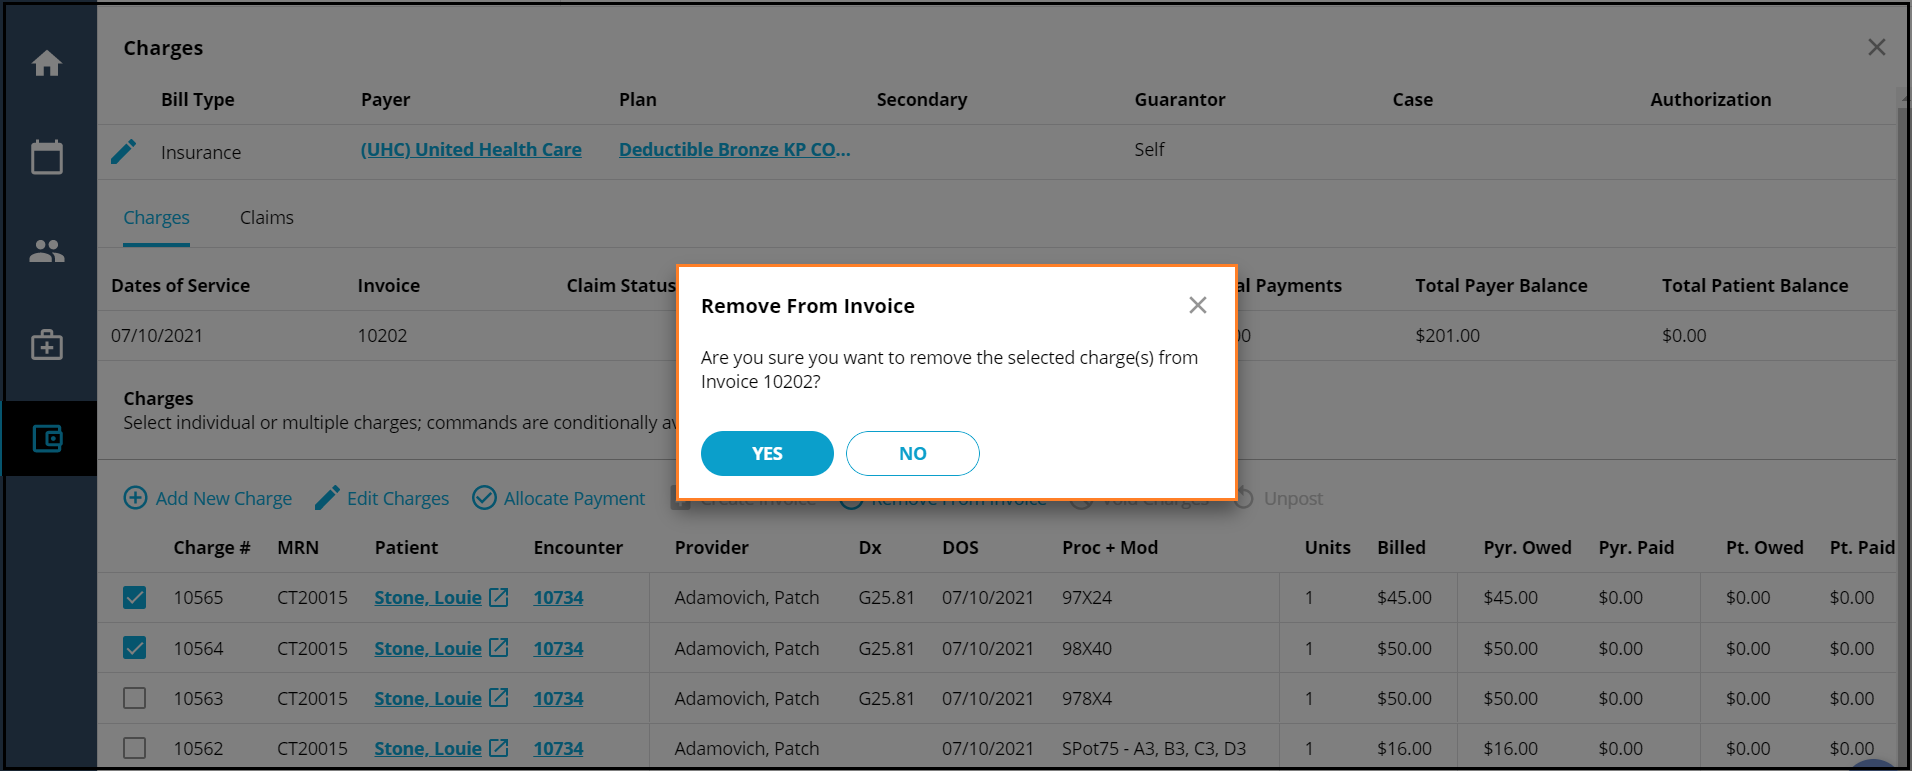 Charges
Bill Type Payer Plan Secondary Guarantor Case Authorization
Insurance (UHC) United Health Care Deductible Bronze KP CO... Self
Charges Claims
Dates of Service Invoice Claim Status al Payments Total Payer Balance Total Patient Balance
07/10/2021 10202 00 $201.00 $0.00
Charges
Select individual or multiple charges; commands are conditionally av
Remove From Invoice
Are you sure you want to remove the selected charge(s) from
Invoice 10202?
YES NO
Add New Charge Edit Charges Allocate Payment Create Invoice Remove From Invoice Void Charges Unpost
Charge # MRN Patient Encounter Provider Dx DOS Proc + Mod Units Billed Pyr. Owed Pyr. Paid Pt. Owed Pt. Paid
10565 CT20015 Stone, Louie 10734 Adamovich, Patch G25.81 07/10/2021 97X24 1 $45.00 $45.00 $0.00 $0.00 $0.00
10564 CT20015 Stone, Louie 10734 Adamovich, Patch G25.81 07/10/2021 98X40 1 $50.00 $50.00 $0.00 $0.00 $0.00
10563 CT20015 Stone, Louie 10734 Adamovich, Patch G25.81 07/10/2021 978X4 1 $50.00 $50.00 $0.00 $0.00 $0.00
10562 CT20015 Stone, Louie 10734 Adamovich, Patch 07/10/2021 SPot75 - A3, B3, C3, D3 1 $16.00 $16.00 $0.00 $0.00 $0.00